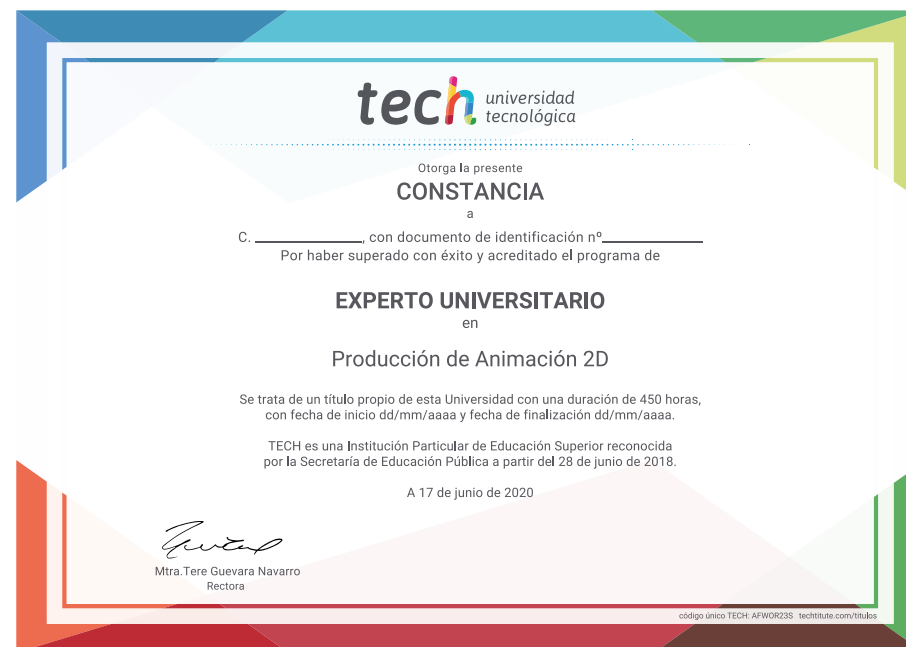 tech universidad
tecnológica
Otorga la presente
CONSTANCIA
a
C. ____________, con documento de identificación nº____________
Por haber superado con éxito y acreditado el programa de
EXPERTO UNIVERSITARIO
en
Producción de Animación 2D
Se trata de un título propio de esta Universidad con una duración de 450 horas,
con fecha de inicio dd/mm/aaaa y fecha de finalización dd/mm/aaaa.
TECH es una Institución Particular de Educación Superior reconocida
por la Secretaría de Educación Pública a partir del 28 de junio de 2018.
A 17 de junio de 2020
Mtra.Tere Guevara Navarro
Rectora
código único TECH: AFWOR23S techtitute.com/titulos